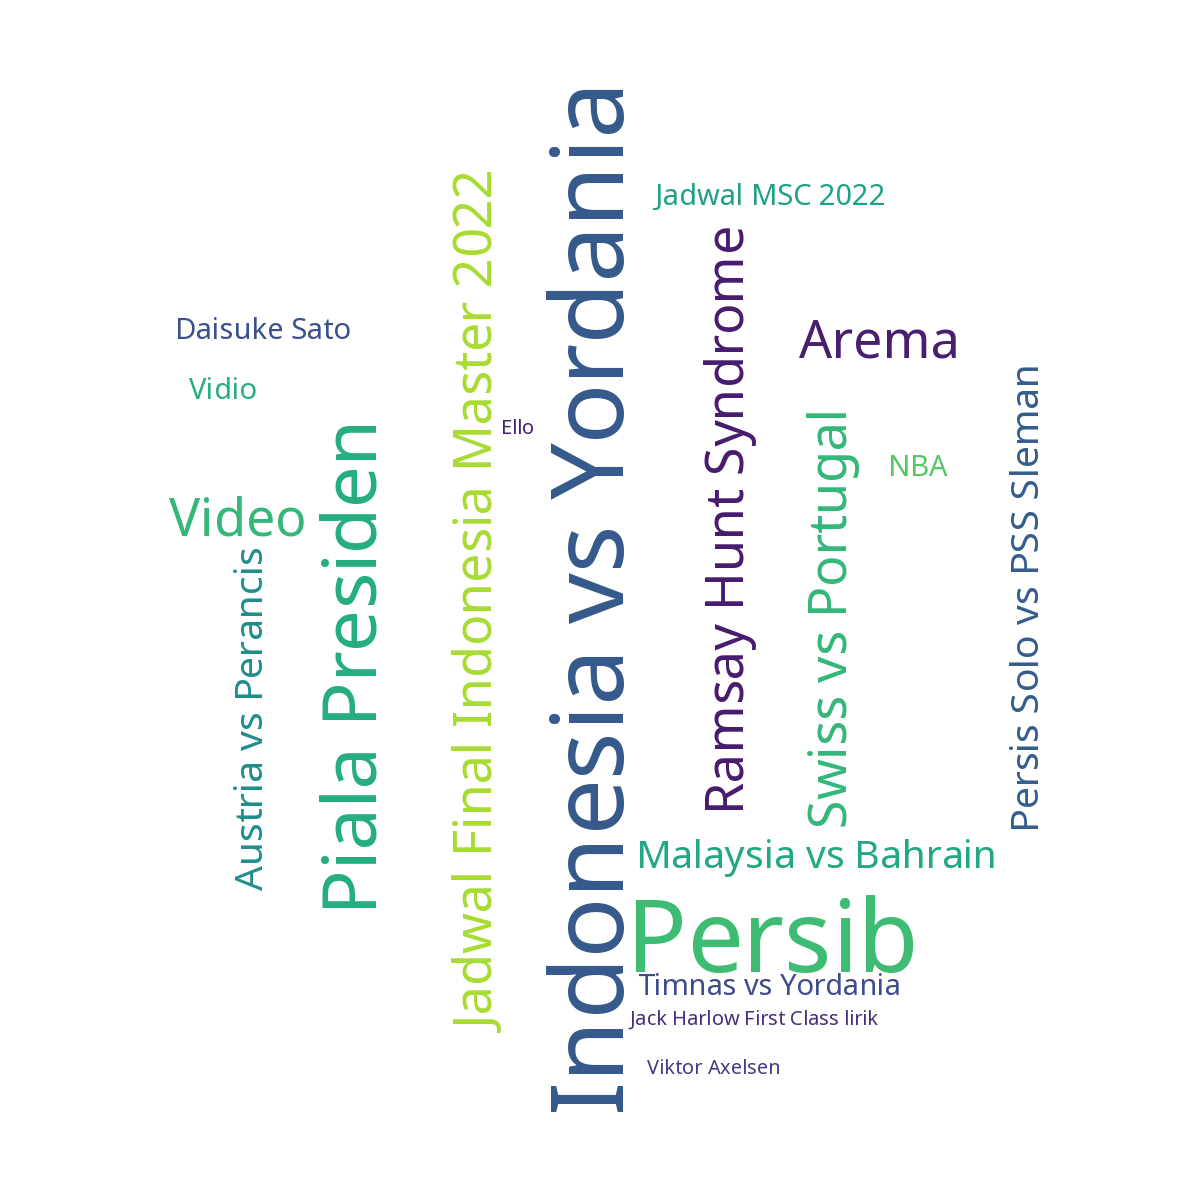 Indonesia vs Yordania
Jadwal MSC 2022
Jadwal Final Indonesia Master 2022
Ramsay Hunt Syndrome
Daisuke Sato
Arema
Vidio
Ello
Persis Solo vs PSS Sleman
Swiss vs Portugal
NBA
Piala Presiden
Video
Austria vs Perancis
Malaysia vs Bahrain
Persib
Timnas vs Yordania
Jack Harlow First Class lirik
Viktor Axelsen